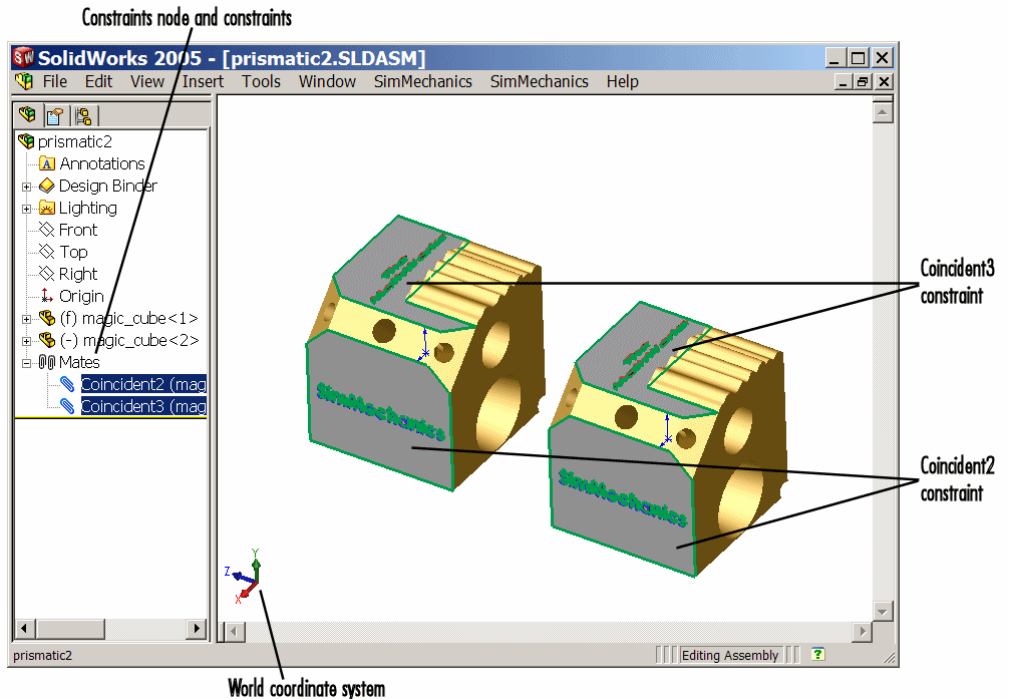 Constraints node and constraints
SolidWorks 2005 - [prismatic2.SLDASM]
File Edit View Insert Tools Window SimMechanics SimMechanics Help
prismatic2
A Annotations
Design Binder
Lighting
Front
Top
Right
Origin
(f) magic_cube<1>
(-) magic_cube<2>
Mates
Coincident2 (mag
Coincident3 (mag
SimMechanics
SimMechanics
Coincident3
constraint
Coincident2
constraint
Y
Z
X
prismatic2
Editing Assembly
?
World coordinate system